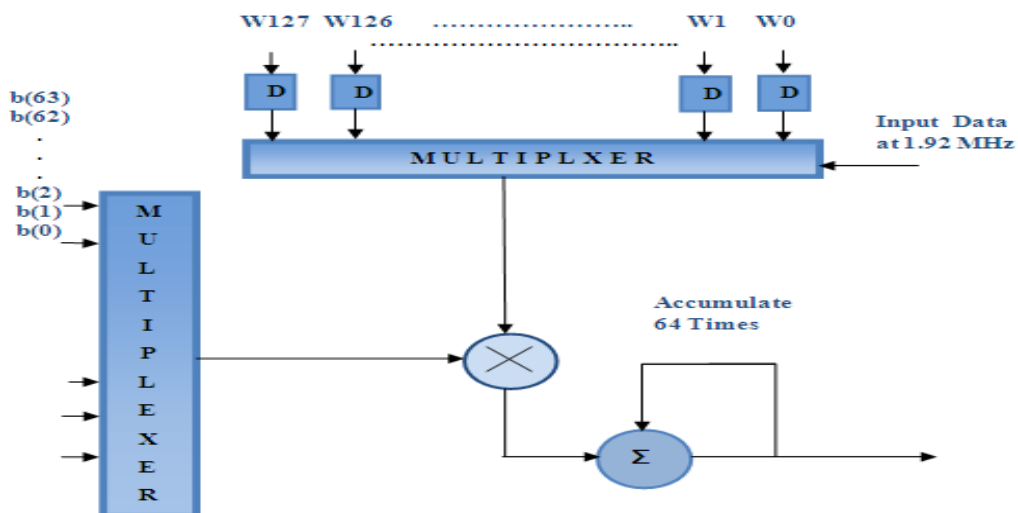 W127 W126 ........................ W1 W0
.............................................
D D D D
b(63)
b(62)
.
.
.
b(2)
b(1)
b(0)
Input Data
at 1.92 MHz
MULTIPLXER
MULTIPLEXER
Accumulate
64 Times
Σ